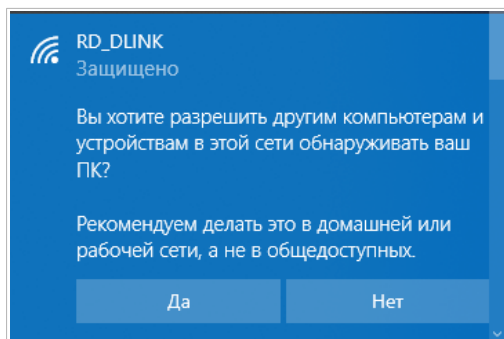 RD_DLINK
Защищено
Вы хотите разрешить другим компьютерам и
устройствам в этой сети обнаруживать ваш
ПК?
Рекомендуем делать это в домашней или
рабочей сети, а не в общедоступных.
Да
Нет